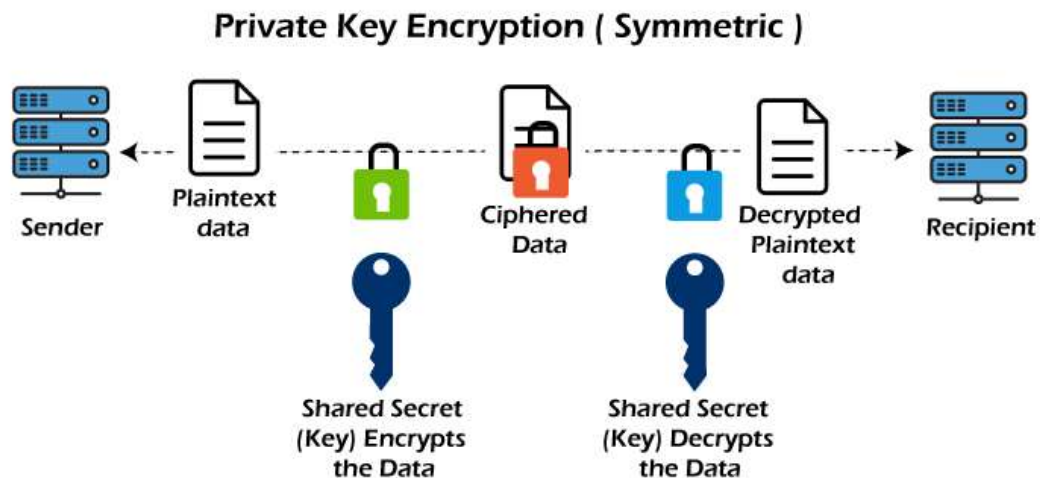 Private Key Encryption ( Symmetric )
Sender
Plaintext
data
Ciphered
Data
Decrypted
Plaintext
data
Recipient
Shared Secret
(Key) Encrypts
the Data
Shared Secret
(Key) Decrypts
the Data